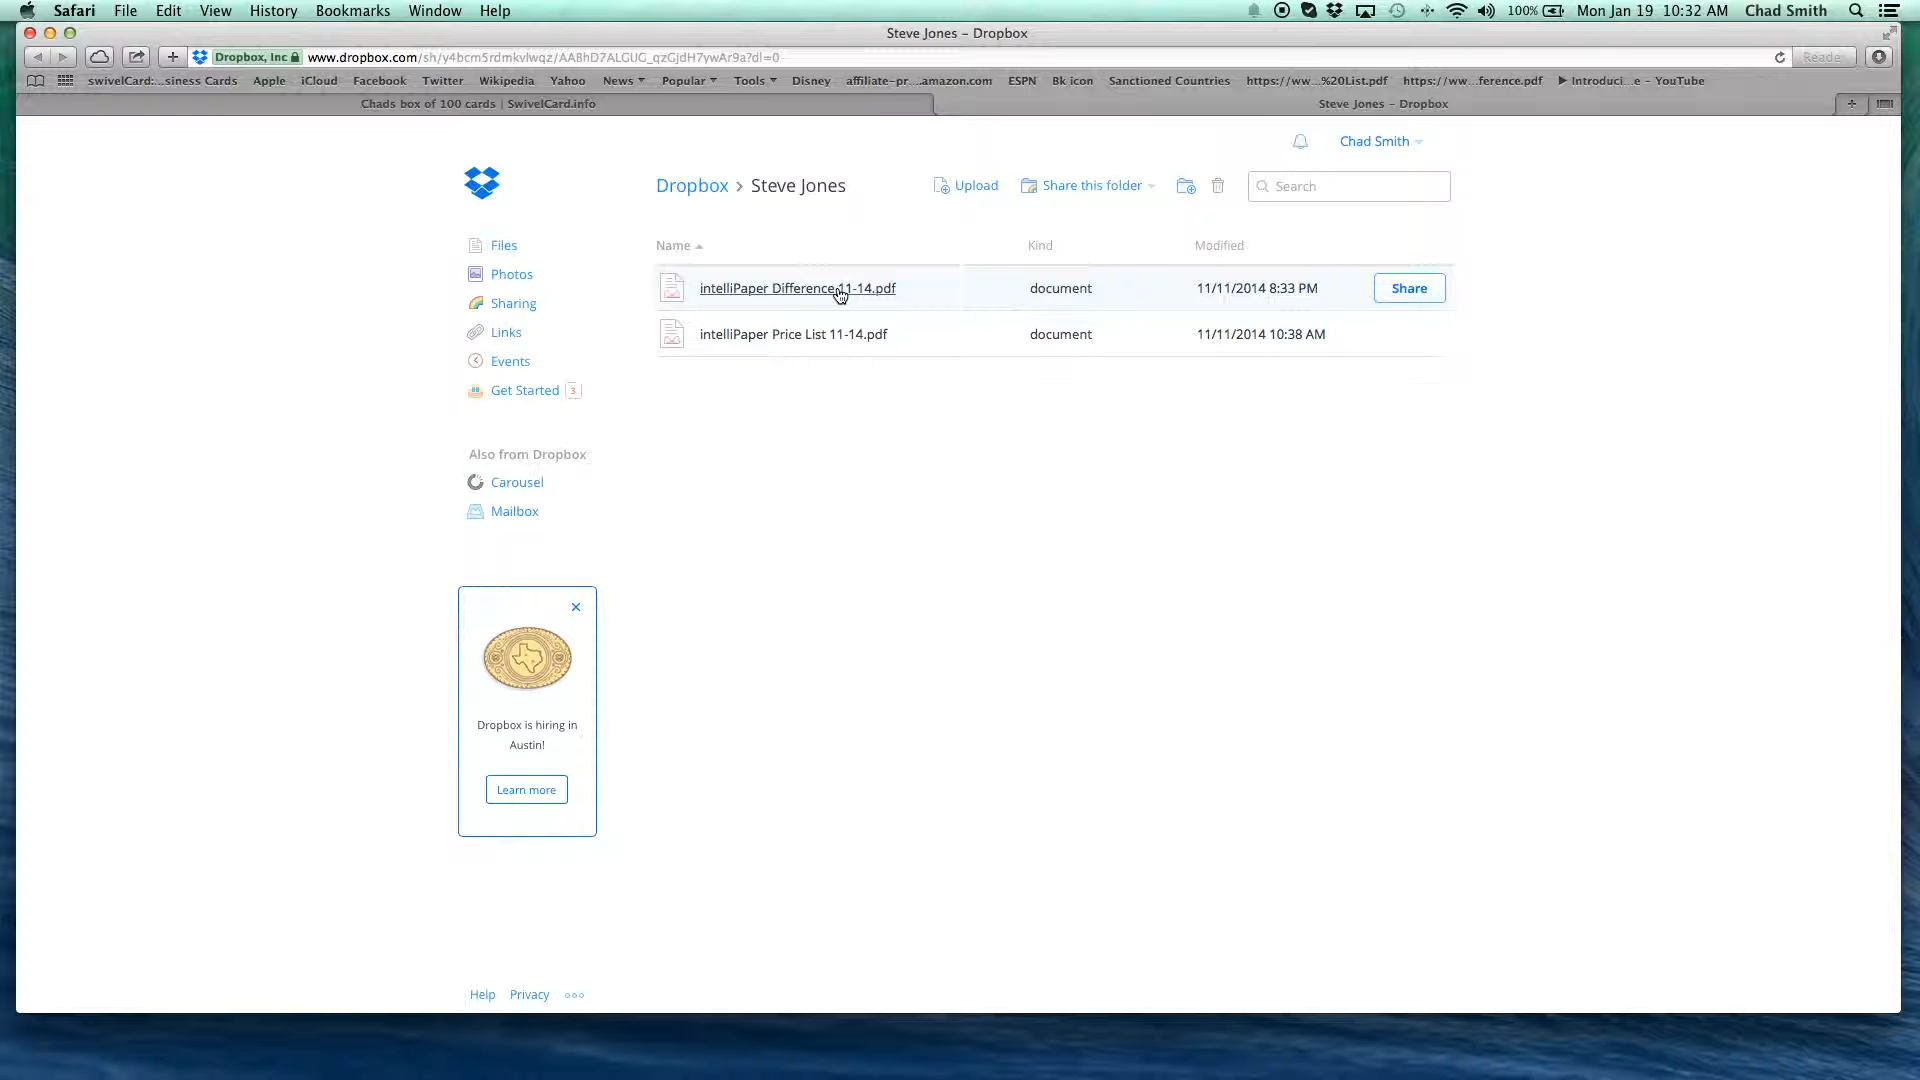 Safari File Edit View History Bookmarks Window Help 100% Mon Jan 19 10:32 AM Chad Smith
Steve Jones – Dropbox
Dropbox, Inc www.dropbox.com/sh/y4bcm5rdmkvlwqz/AABhD7ALGUG_qzGjdH7ywAr9a?dl=0 Reade
swivelCard:...siness Cards Apple iCloud Facebook Twitter Wikipedia Yahoo News Popular Tools Disney affiliate-pr...amazon.com ESPN Bk icon Sanctioned Countries https://ww...%20List.pdf https://ww...ference.pdf Introduci...e - YouTube
Chads box of 100 cards | SwivelCard.info Steve Jones – Dropbox
Chad Smith
Dropbox › Steve Jones Upload Share this folder Search
Files
Photos
Sharing
Links
Events
Get Started 3
Name Kind Modified
intelliPaper Difference 11-14.pdf document 11/11/2014 8:33 PM Share
intelliPaper Price List 11-14.pdf document 11/11/2014 10:38 AM
Also from Dropbox
Carousel
Mailbox
Dropbox is hiring in
Austin!
Learn more
Help Privacy